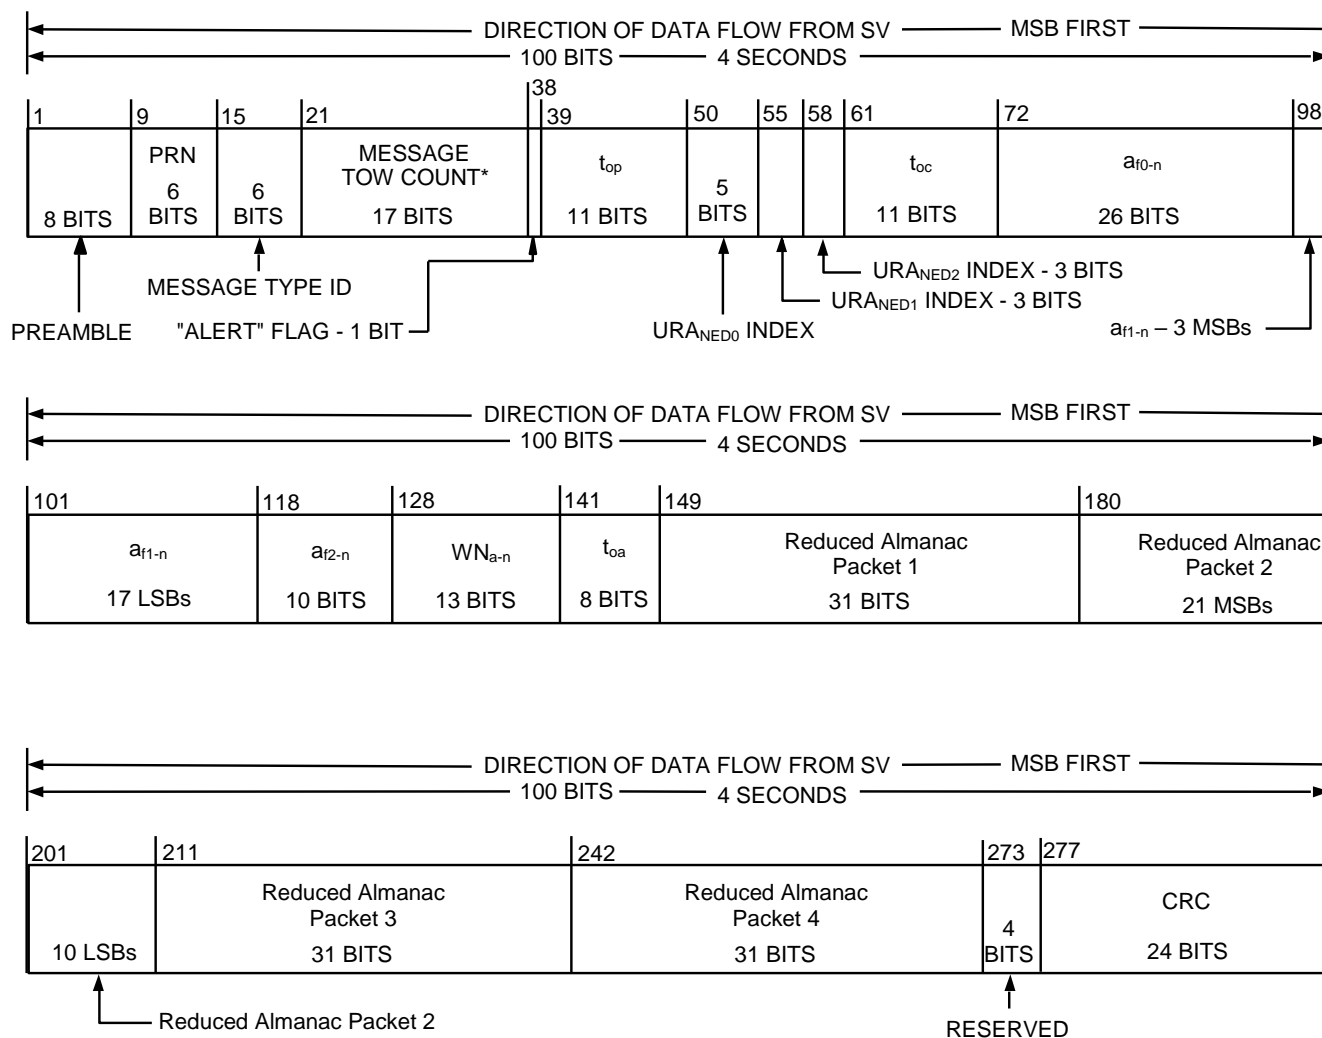 DIRECTION OF DATA FLOW FROM SV MSB FIRST
100 BITS 4 SECONDS
1 9 15 21 38 39 50 55 58 61 72 98
8 BITS
PRN
6
BITS
6
BITS
MESSAGE
TOW COUNT*
17 BITS
top
11 BITS
5
BITS
toc
11 BITS
af0-n
26 BITS
MESSAGE TYPE ID
PREAMBLE
"ALERT" FLAG - 1 BIT
URANED0 INDEX
URANED2 INDEX - 3 BITS
URANED1 INDEX - 3 BITS
af1-n – 3 MSBs
DIRECTION OF DATA FLOW FROM SV MSB FIRST
100 BITS 4 SECONDS
101 118 128 141 149 180
af1-n
17 LSBs
af2-n
10 BITS
WNa-n
13 BITS
toa
8 BITS
Reduced Almanac
Packet 1
31 BITS
Reduced Almanac
Packet 2
21 MSBs
DIRECTION OF DATA FLOW FROM SV MSB FIRST
100 BITS 4 SECONDS
201 211 242 273 277
10 LSBs
Reduced Almanac
Packet 3
31 BITS
Reduced Almanac
Packet 4
31 BITS
4
BITS
CRC
24 BITS
Reduced Almanac Packet 2
RESERVED